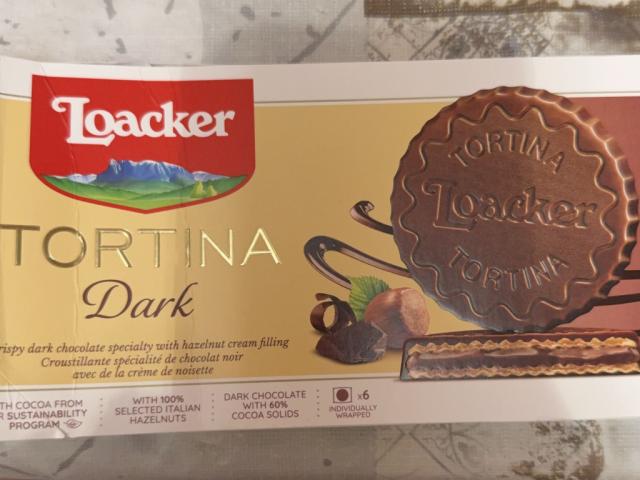 Loacker
TORTINA
Dark
rispy dark chocolate specialty with hazelnut cream filling
Croustillante spécialité de chocolat noir
avec de la crème de noisette
TH COCOA FROM
R SUSTAINABILITY
PROGRAM
WITH 100%
SELECTED ITALIAN
HAZELNUTS
DARK CHOCOLATE
WITH 60%
COCOA SOLIDS
x6
INDIVIDUALLY
WRAPPED
TORTINA
Loacker
TORTINA